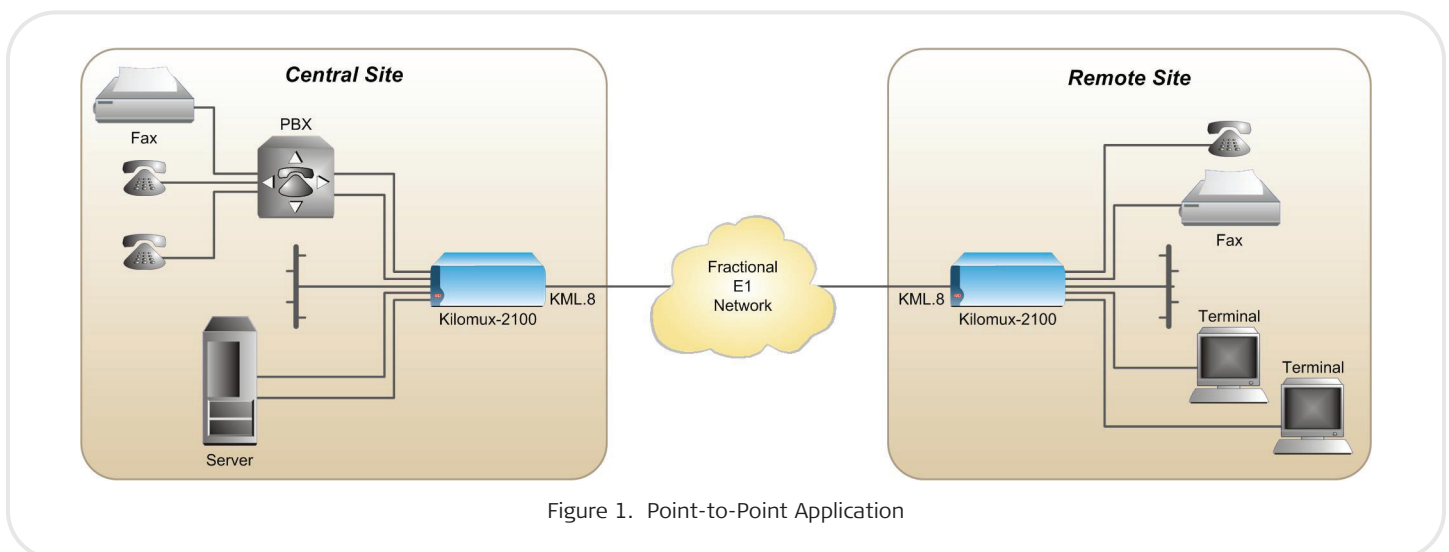 Central Site
Fax
PBX
Kilomux-2100
KML.8
Server
Fractional
E1
Network
Remote Site
Fax
KML.8
Kilomux-2100
Terminal
Terminal
Figure 1. Point-to-Point Application